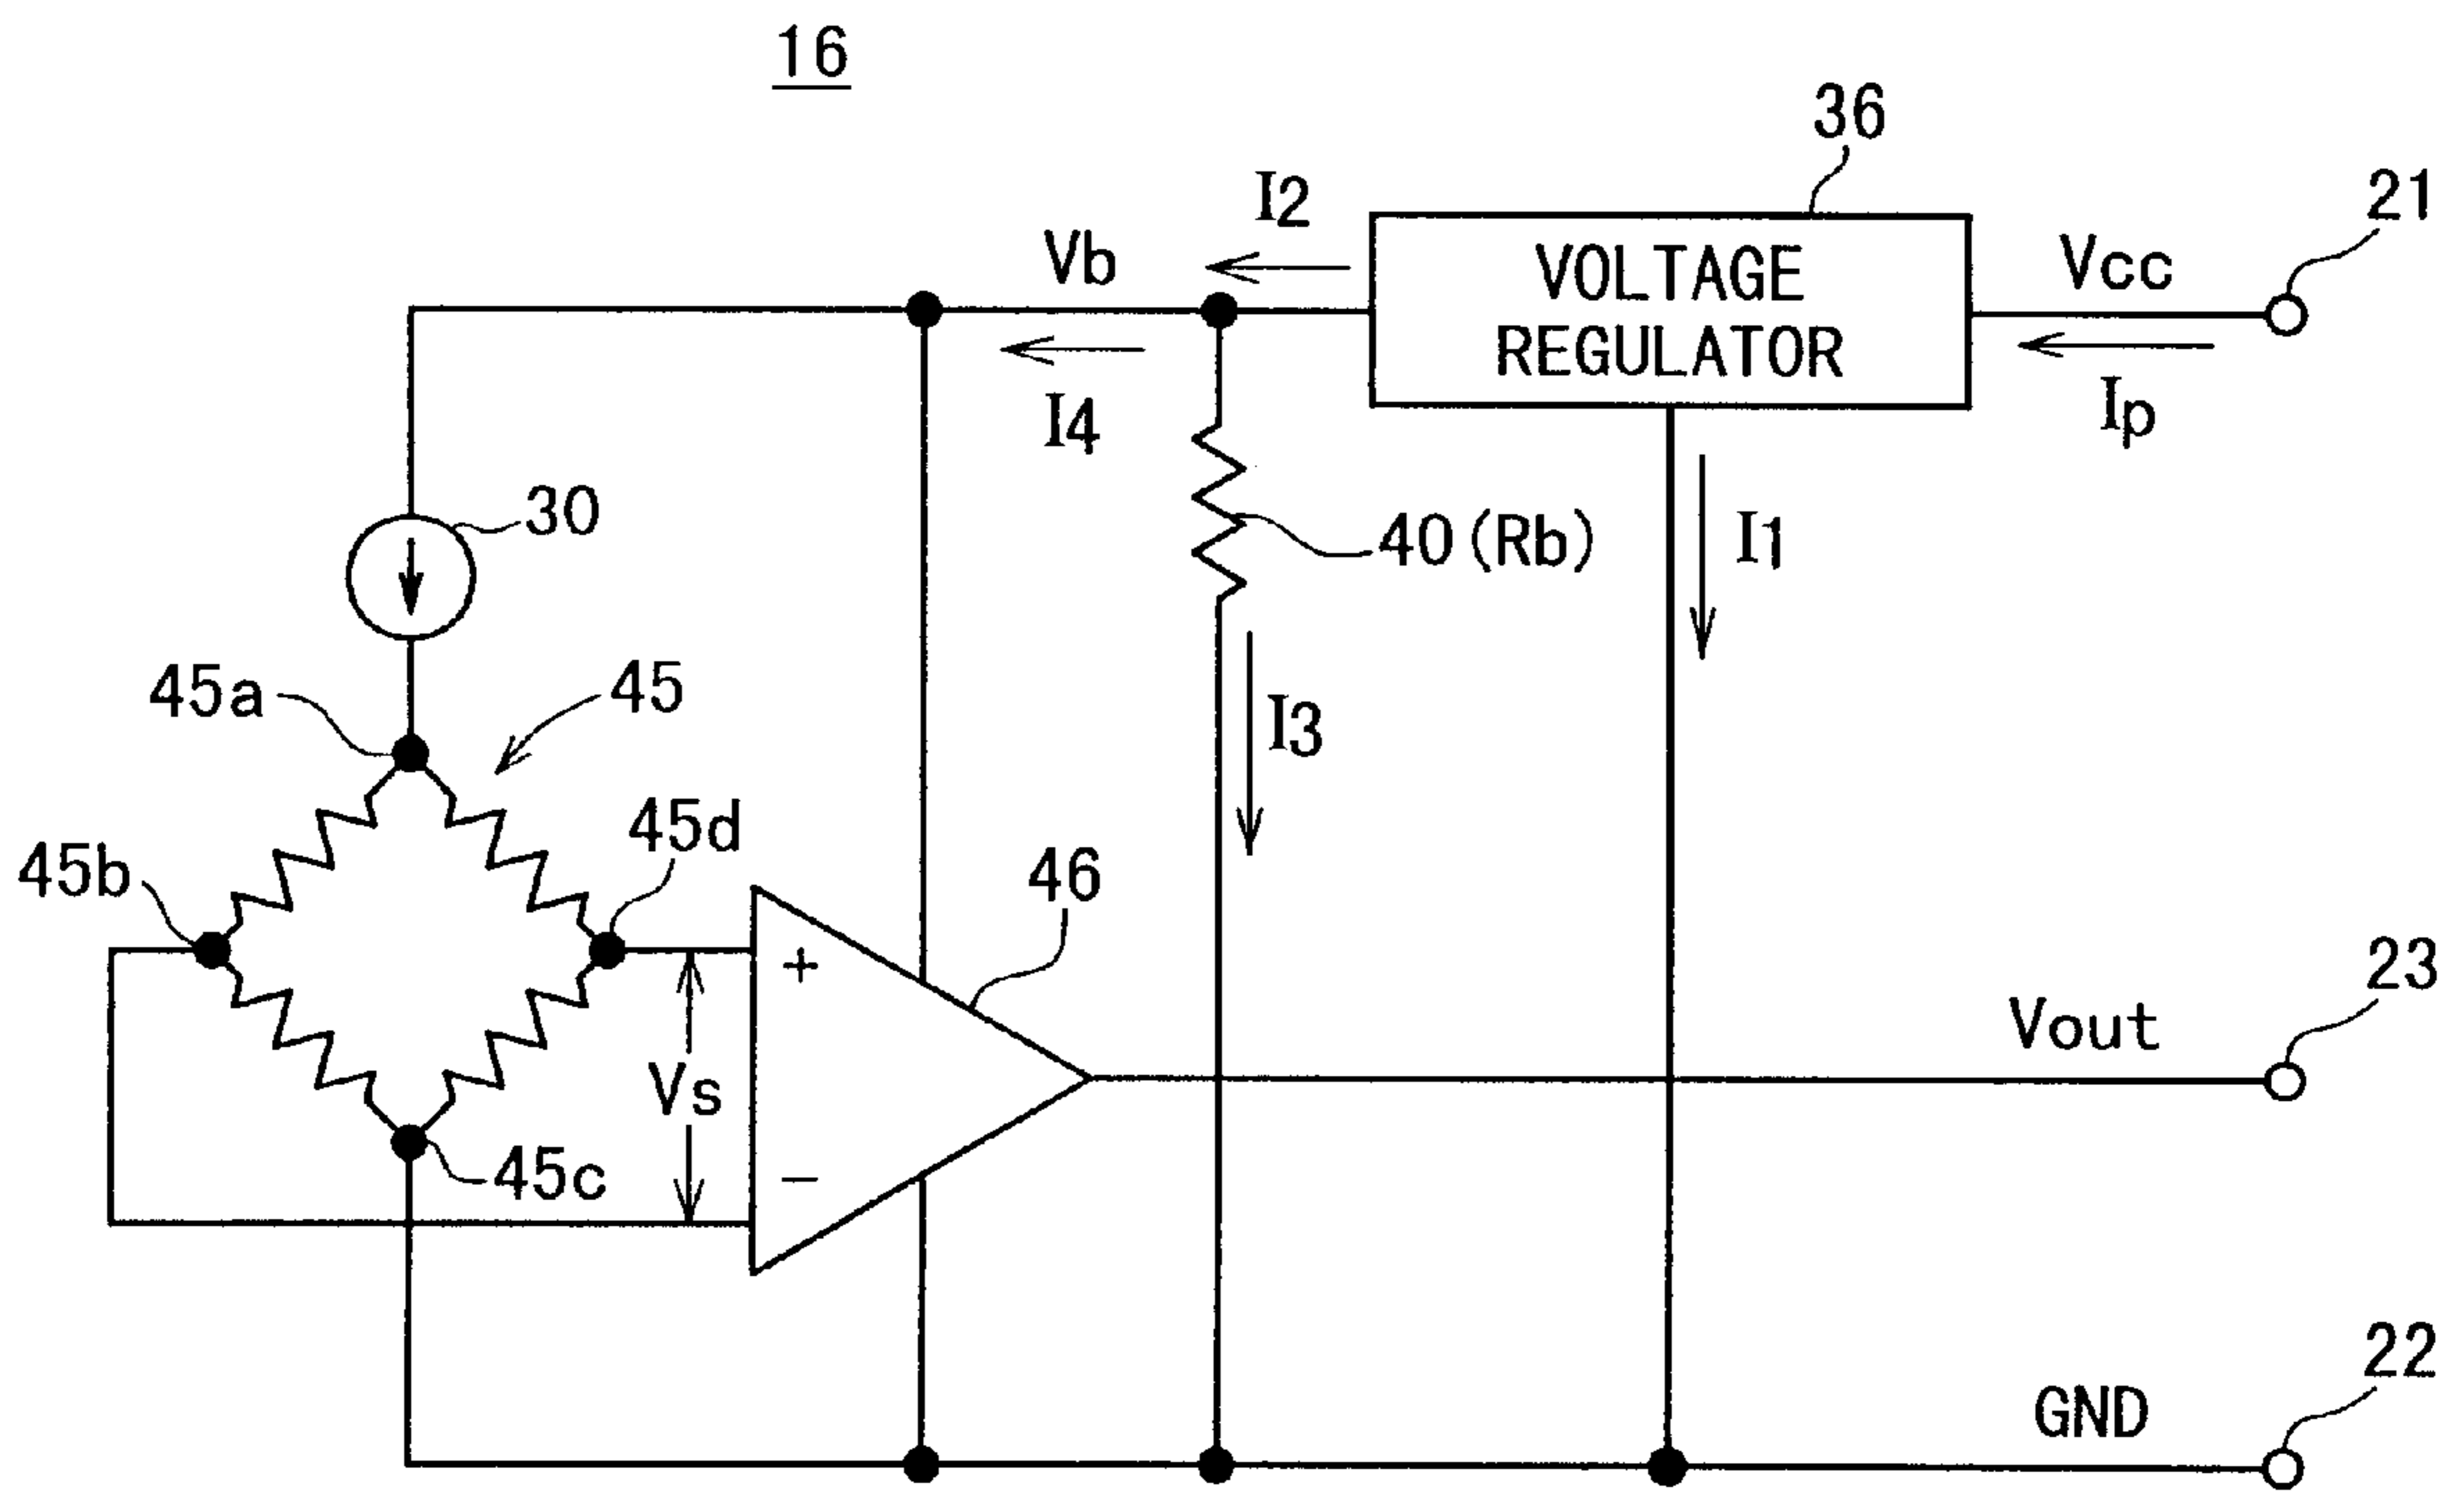 16
36
21
I2
Vb
VOLTAGE
REGULATOR
Vcc
I4
Ip
30
40(Rb)
I1
45a
45
I3
45d
45b
46
+
23
Vout
Vs
45c
−
22
GND